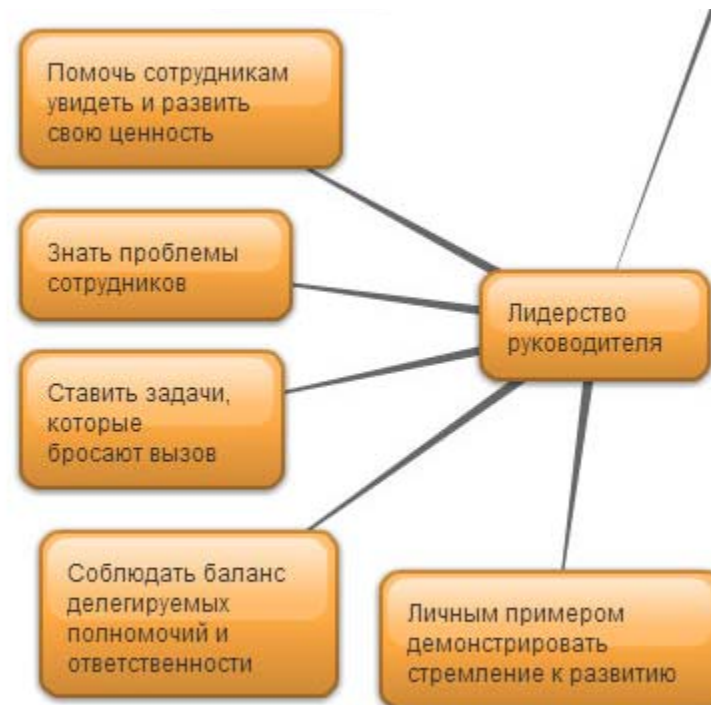 Помочь сотрудникам
увидеть и развить
свою ценность
Знать проблемы
сотрудников
Лидерство
руководителя
Ставить задачи,
которые
бросают вызов
Соблюдать баланс
делегируемых
полномочий и
ответственности
Личным примером
демонстрировать
стремление к развитию